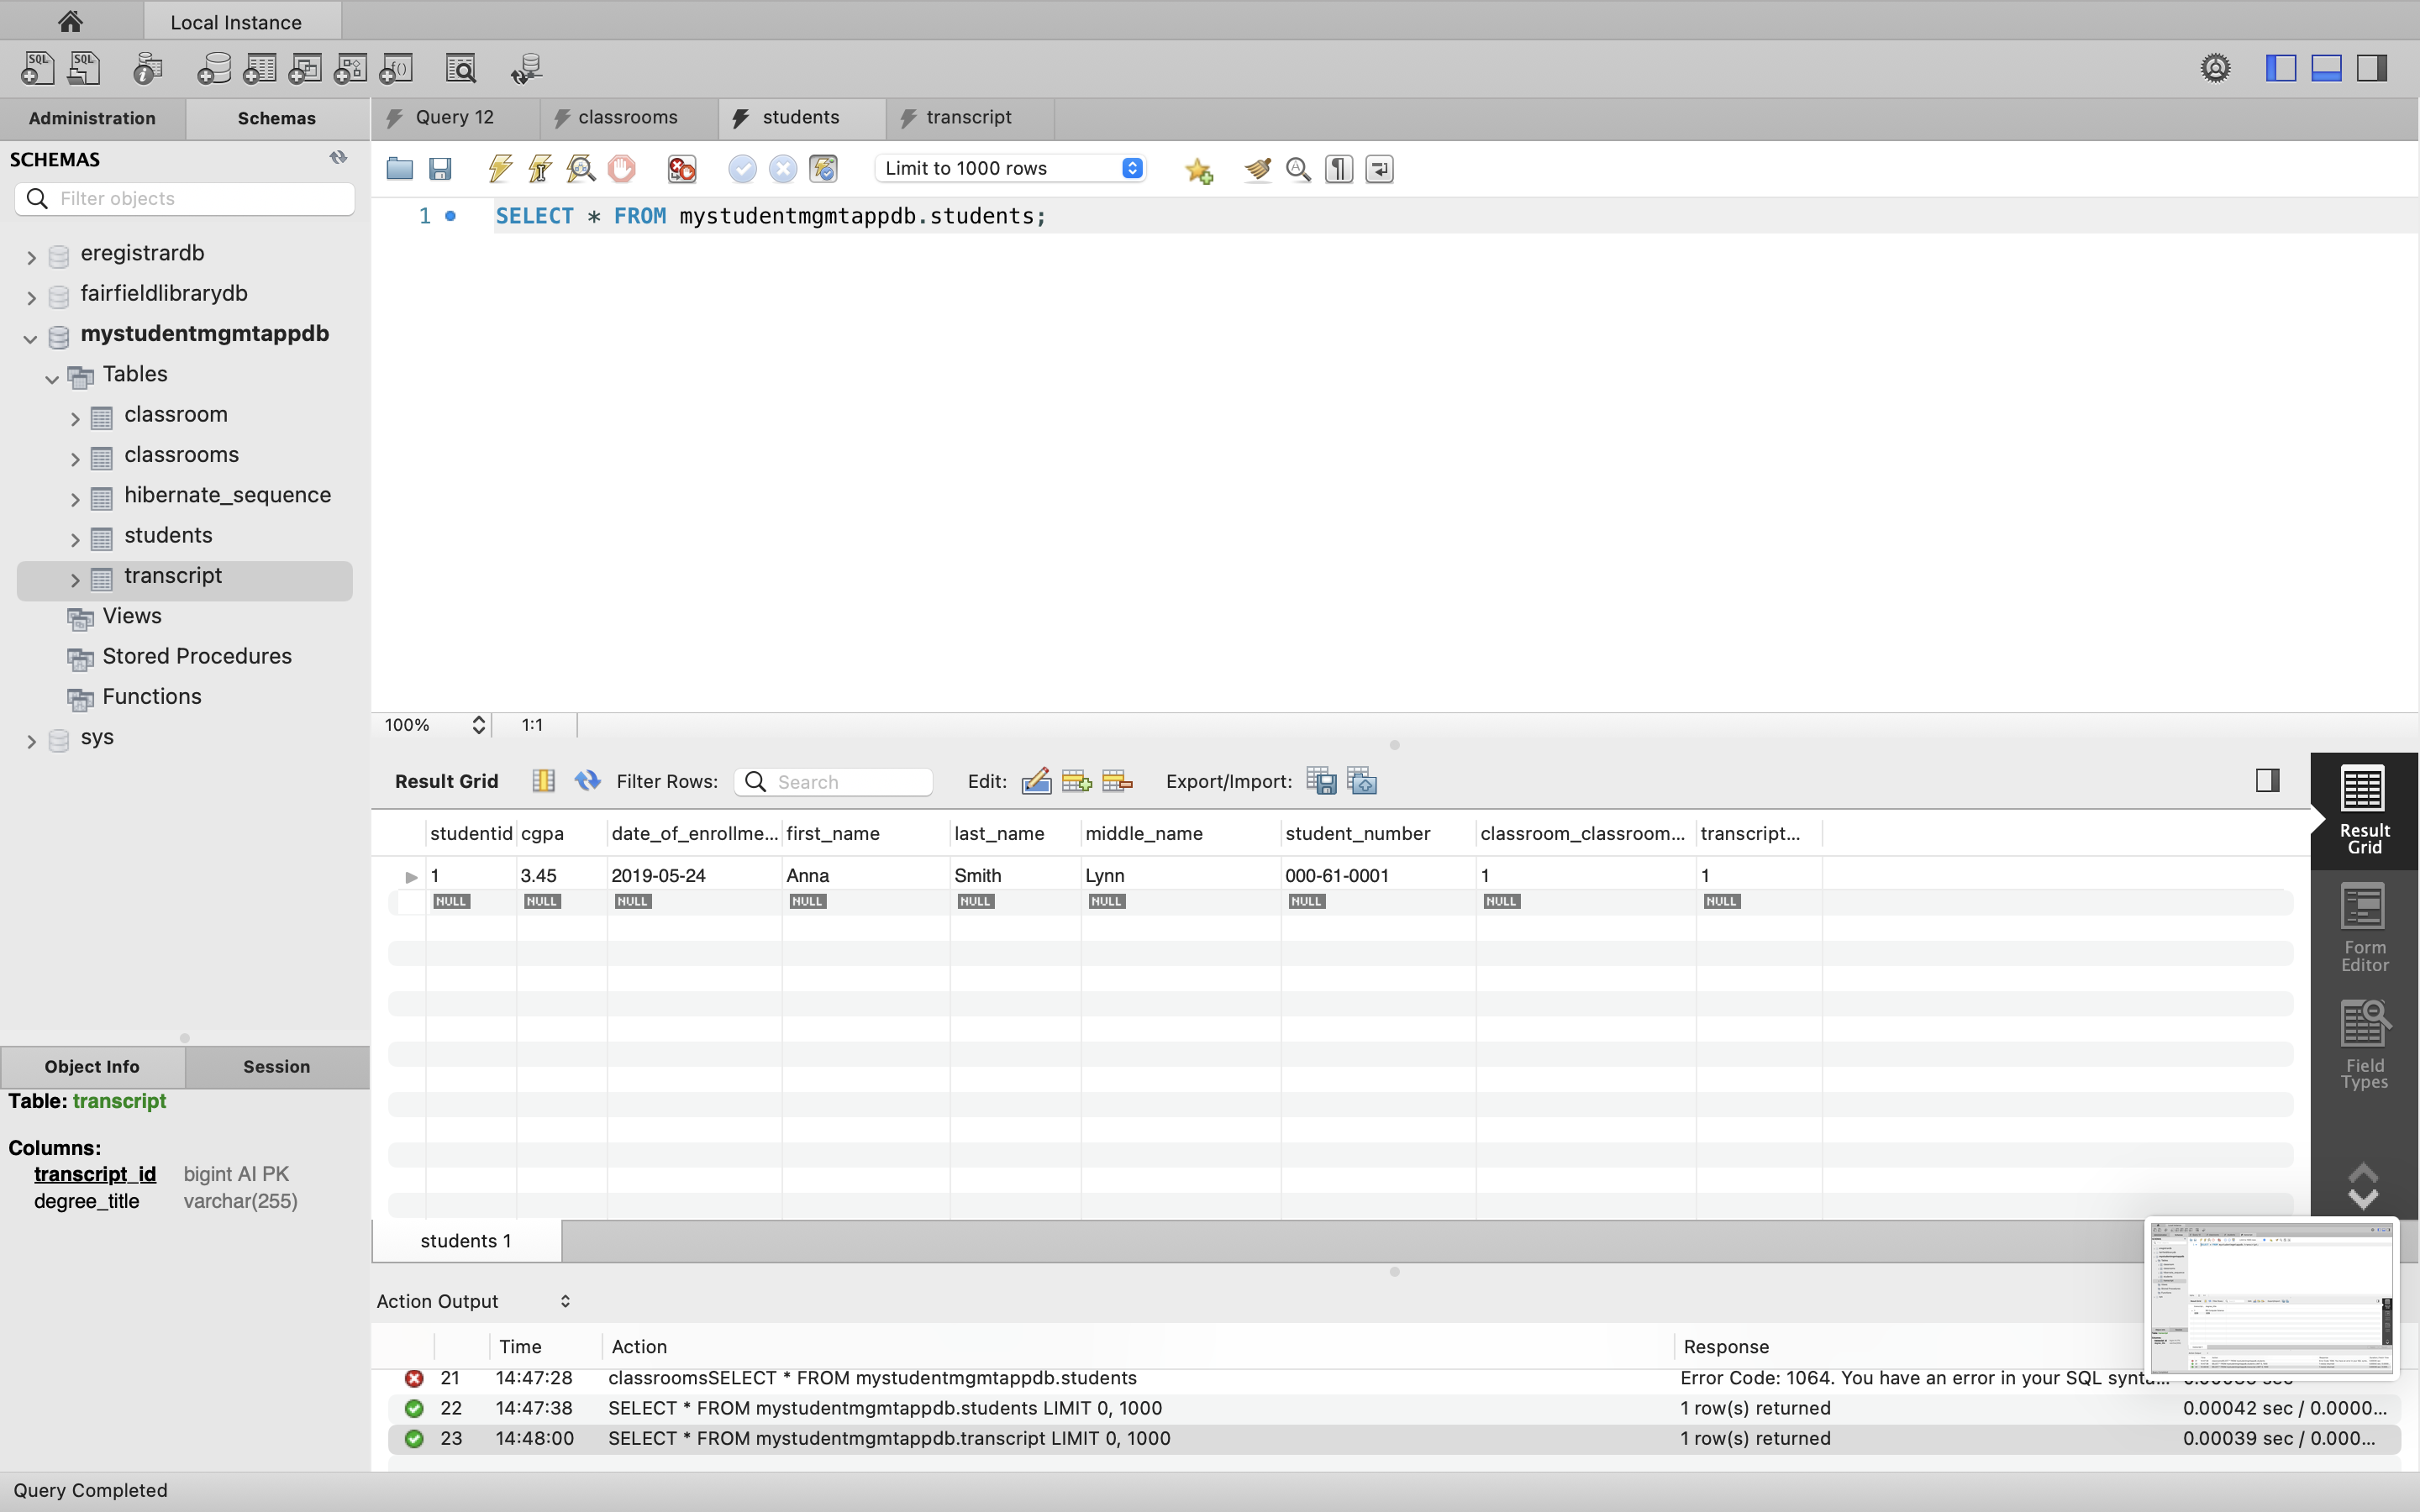 Local Instance
Administration
Schemas
Query 12
classrooms
students
transcript
SCHEMAS
Filter objects
Limit to 1000 rows
1
SELECT * FROM mystudentmgmtappdb.students;
eregistrardb
fairfieldlibrarydb
mystudentmgmtappdb
Tables
classroom
classrooms
hibernate_sequence
students
transcript
Views
Stored Procedures
Functions
sys
100%
1:1
Result Grid
Filter Rows:
Search
Edit:
Export/Import:
studentid cgpa date_of_enrollme... first_name last_name middle_name student_number classroom_classroom... transcript...
1 3.45 2019-05-24 Anna Smith Lynn 000-61-0001 1 1
NULL NULL NULL NULL NULL NULL NULL NULL NULL
Result
Grid
Form
Editor
Field
Types
Object Info
Session
Table: transcript
Columns:
transcript_id bigint AI PK
degree_title varchar(255)
students 1
Action Output
Time Action Response
21 14:47:28 classroomsSELECT * FROM mystudentmgmtappdb.students Error Code: 1064. You have an error in your SQL synta...
22 14:47:38 SELECT * FROM mystudentmgmtappdb.students LIMIT 0, 1000 1 row(s) returned 0.00042 sec / 0.0000...
23 14:48:00 SELECT * FROM mystudentmgmtappdb.transcript LIMIT 0, 1000 1 row(s) returned 0.00039 sec / 0.000...
Query Completed